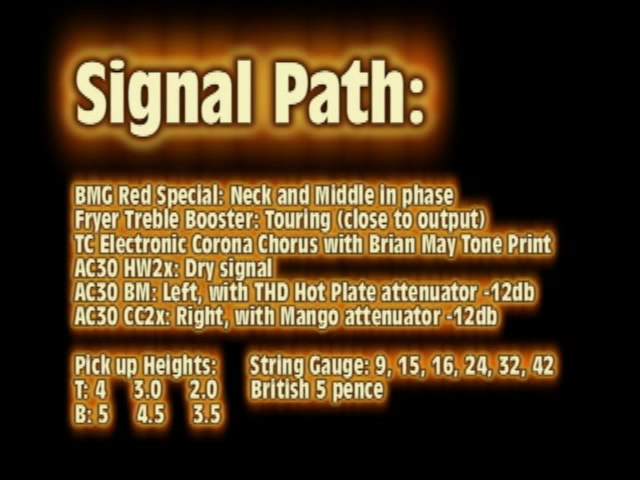 Signal Path:
BMG Red Special: Neck and Middle in phase
Fryer Treble Booster: Touring (close to output)
TC Electronic Corona Chorus with Brian May Tone Print
AC30 HW2x: Dry signal
AC30 BM: Left, with THD Hot Plate attenuator -12db
AC30 CC2x: Right, with Mango attenuator -12db
Pick up Heights: String Gauge: 9, 15, 16, 24, 32, 42
T: 4 3.0 2.0 British 5 pence
B: 5 4.5 3.5